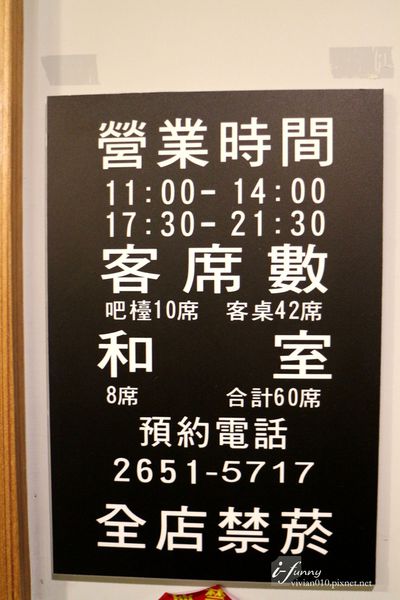 營業時間
11:00- 14:00
17:30- 21:30
客席數
吧檯10席 客桌42席
和室
8席 合計60席
預約電話
2651-5717
全店禁菸
i-funny
vivian010.pixnet.net